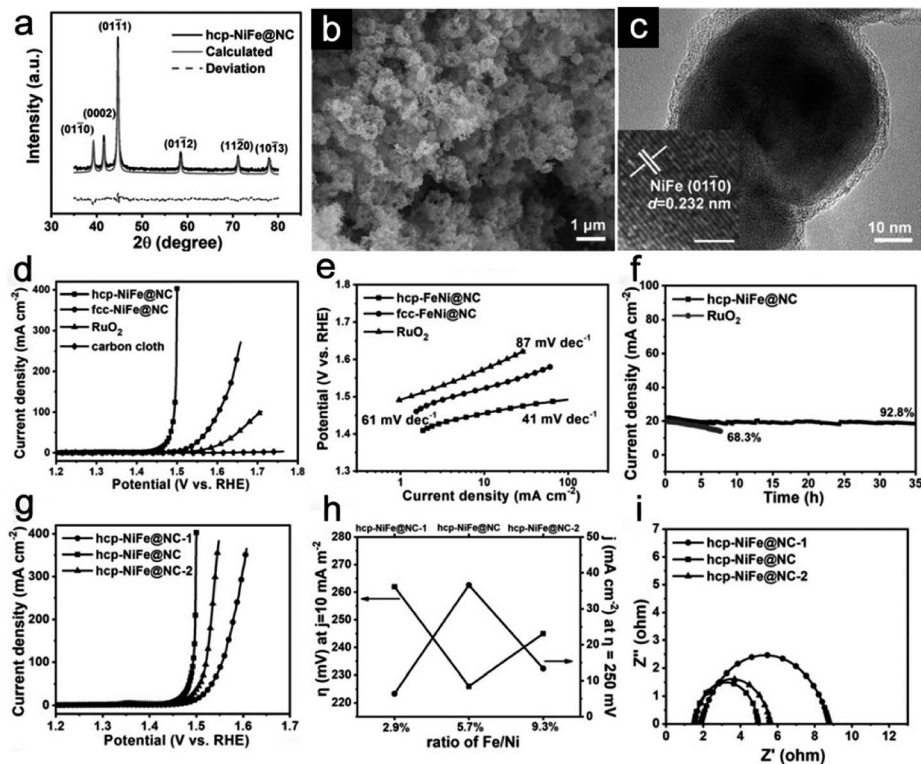 a
Intensity (a.u.)
hcp-NiFe@NC
Calculated
Deviation
(011̅1)
(0002)
(011̅0)
(011̅2)
(112̅0)
(101̅3)
30 40 50 60 70 80 90
2θ (degree)
b
1 μm
c
NiFe (011̅0)
d=0.232 nm
10 nm
d
Current density (mA cm⁻²)
400
300
200
100
0
hcp-NiFe@NC
fcc-NiFe@NC
RuO₂
carbon cloth
1.2 1.3 1.4 1.5 1.6 1.7 1.8
Potential (V vs. RHE)
e
Potential (V vs. RHE)
1.7
1.6
1.5
1.4
1.3
hcp-FeNi@NC
fcc-FeNi@NC
RuO₂
87 mV dec⁻¹
61 mV dec⁻¹
41 mV dec⁻¹
1 10 100
Current density (mA cm⁻²)
f
Current density (mA cm⁻²)
100
80
60
40
20
0
hcp-NiFe@NC
RuO₂
92.8%
68.3%
0 5 10 15 20 25 30 35
Time (h)
g
Current density (mA cm⁻²)
400
300
200
100
0
hcp-NiFe@NC-1
hcp-NiFe@NC
hcp-NiFe@NC-2
1.2 1.3 1.4 1.5 1.6 1.7
Potential (V vs. RHE)
h
hcp-NiFe@NC-1 hcp-NiFe@NC hcp-NiFe@NC-2
η (mV) at j=10 mA m⁻²
280
270
260
250
240
230
220
50
40
30
20
10
0
j (mA cm⁻²) at η = 250 mV
2.9% 5.7% 9.3%
ratio of Fe/Ni
i
Z'' (ohm)
7
6
5
4
3
2
1
0
hcp-NiFe@NC-1
hcp-NiFe@NC
hcp-NiFe@NC-2
0 2 4 6 8 10 12
Z' (ohm)